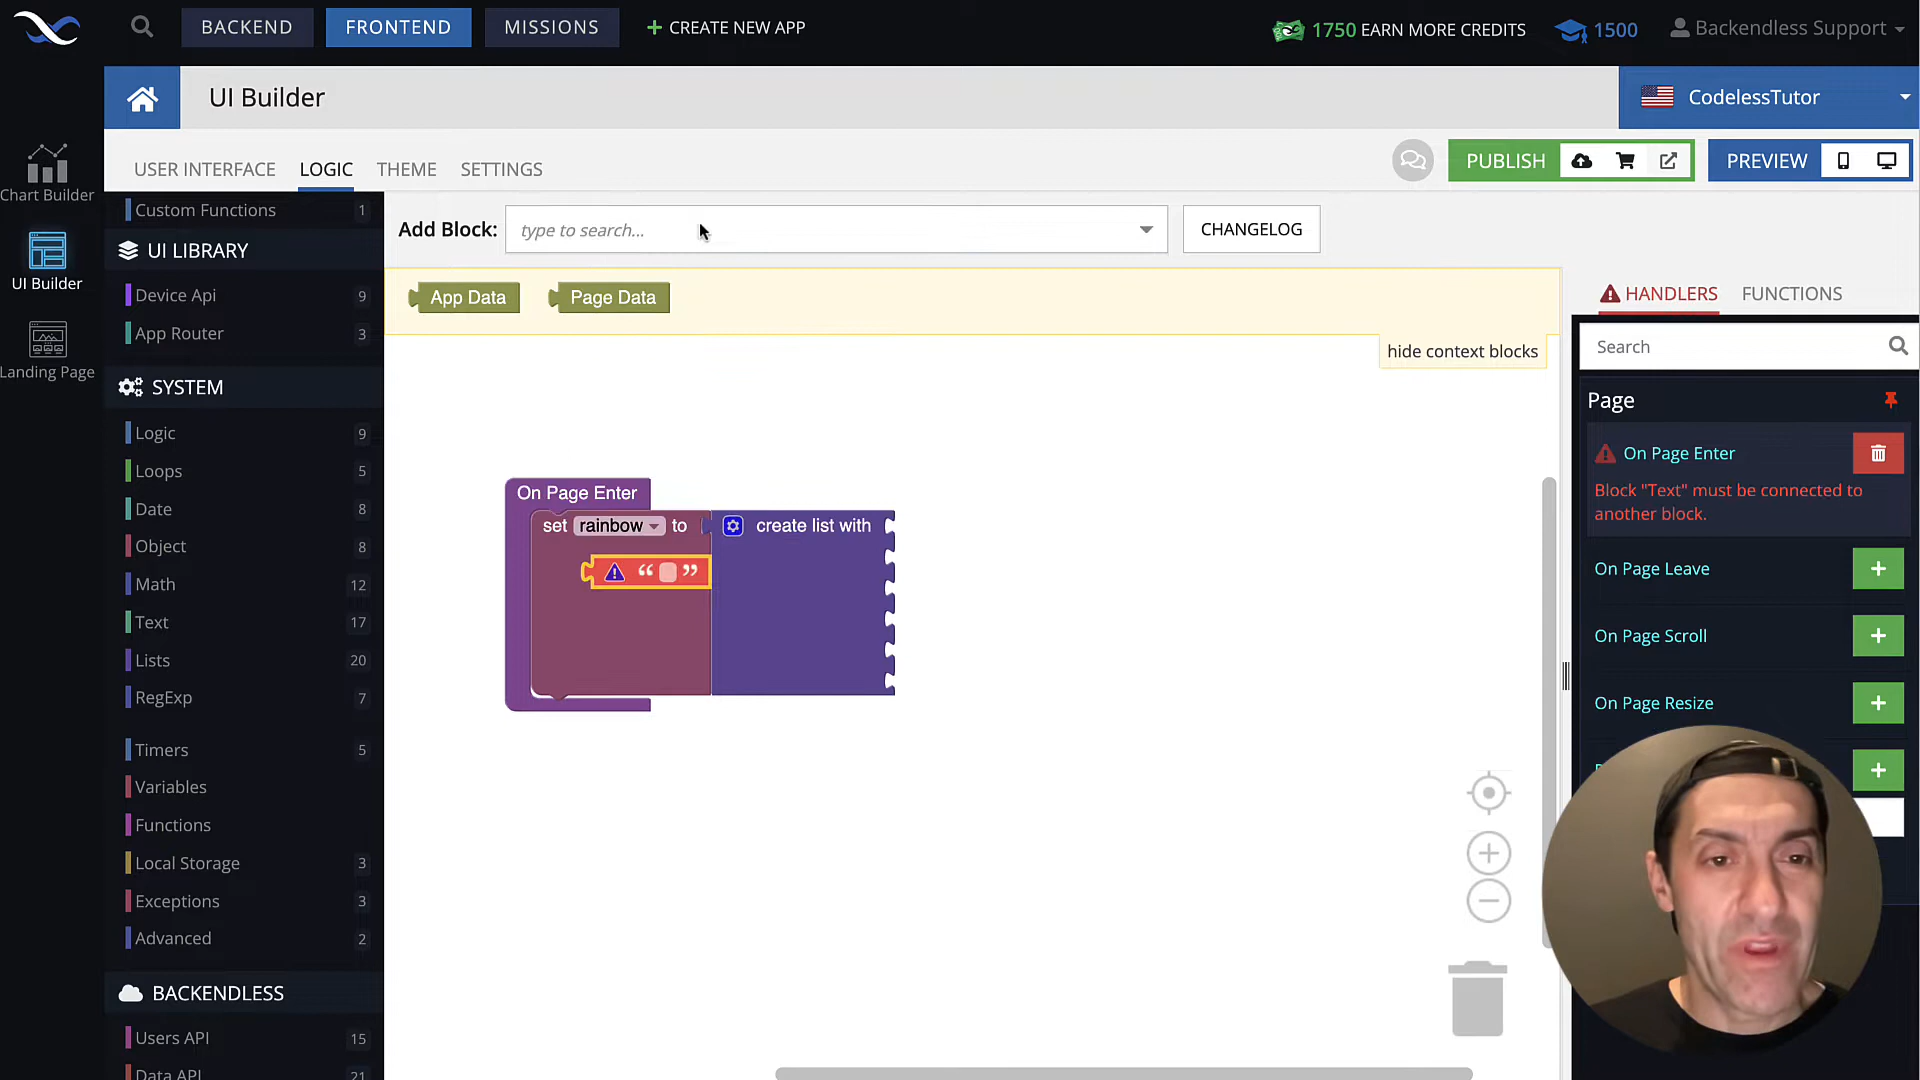 BACKEND
FRONTEND
MISSIONS
+ CREATE NEW APP
1750 EARN MORE CREDITS
1500
Backendless Support
UI Builder
CodelessTutor
USER INTERFACE
LOGIC
THEME
SETTINGS
PUBLISH
PREVIEW
Chart Builder
UI Builder
Landing Page
Custom Functions 1
UI LIBRARY
Device Api 9
App Router 3
SYSTEM
Logic 9
Loops 5
Date 8
Object 8
Math 12
Text 17
Lists 20
RegExp 7
Timers 5
Variables
Functions
Local Storage 3
Exceptions 3
Advanced 2
BACKENDLESS
Users API 15
Data API 21
Add Block:
type to search...
CHANGELOG
App Data
Page Data
hide context blocks
On Page Enter
set rainbow to
create list with
“ ”
HANDLERS
FUNCTIONS
Search
Page
On Page Enter
Block "Text" must be connected to
another block.
On Page Leave
On Page Scroll
On Page Resize